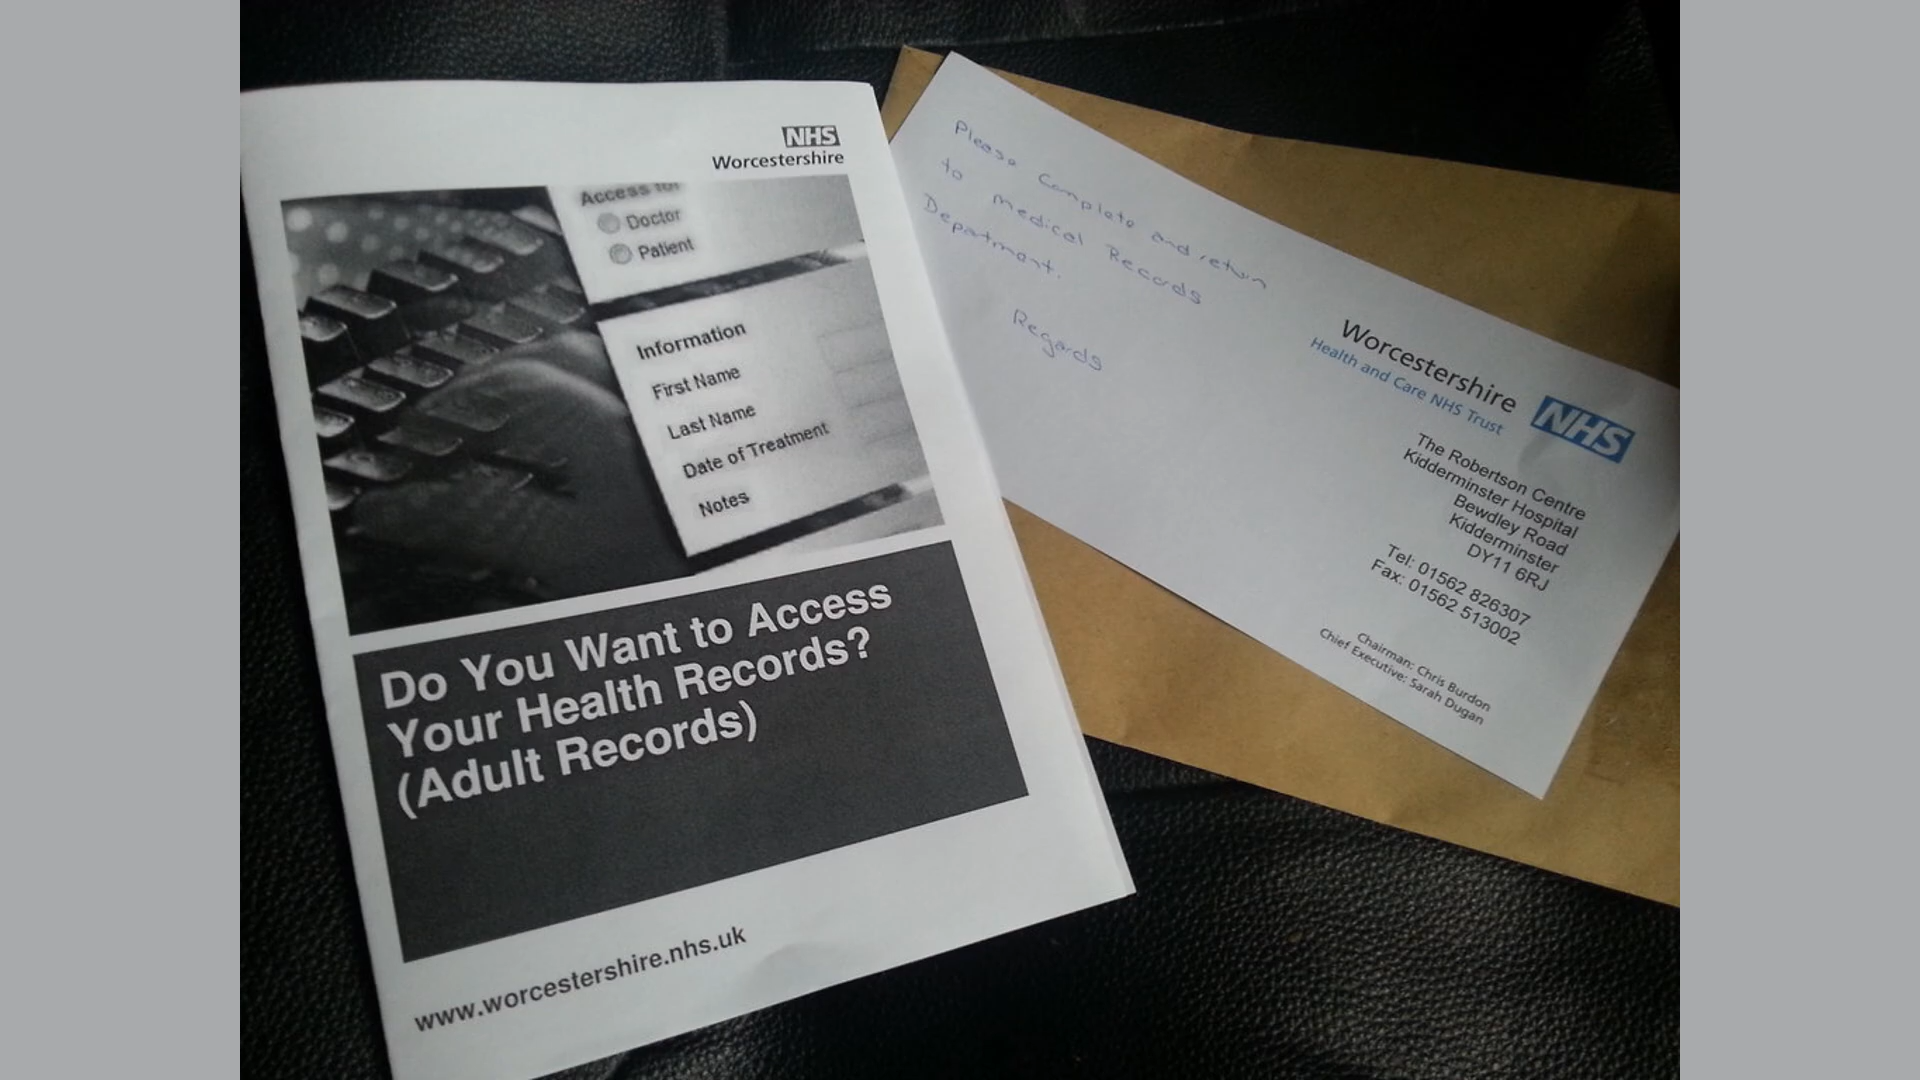 NHS
Worcestershire
Access for
Doctor
Patient
Information
First Name
Last Name
Date of Treatment
Notes
Do You Want to Access
Your Health Records?
(Adult Records)
www.worcestershire.nhs.uk
Please Complete and return
to medical Records
Department.
Regards
Worcestershire
Health and Care NHS Trust
NHS
The Robertson Centre
Kidderminster Hospital
Bewdley Road
Kidderminster
DY11 6RJ
Tel: 01562 826307
Fax: 01562 513002
Chairman: Chris Burdon
Chief Executive: Sarah Dugan